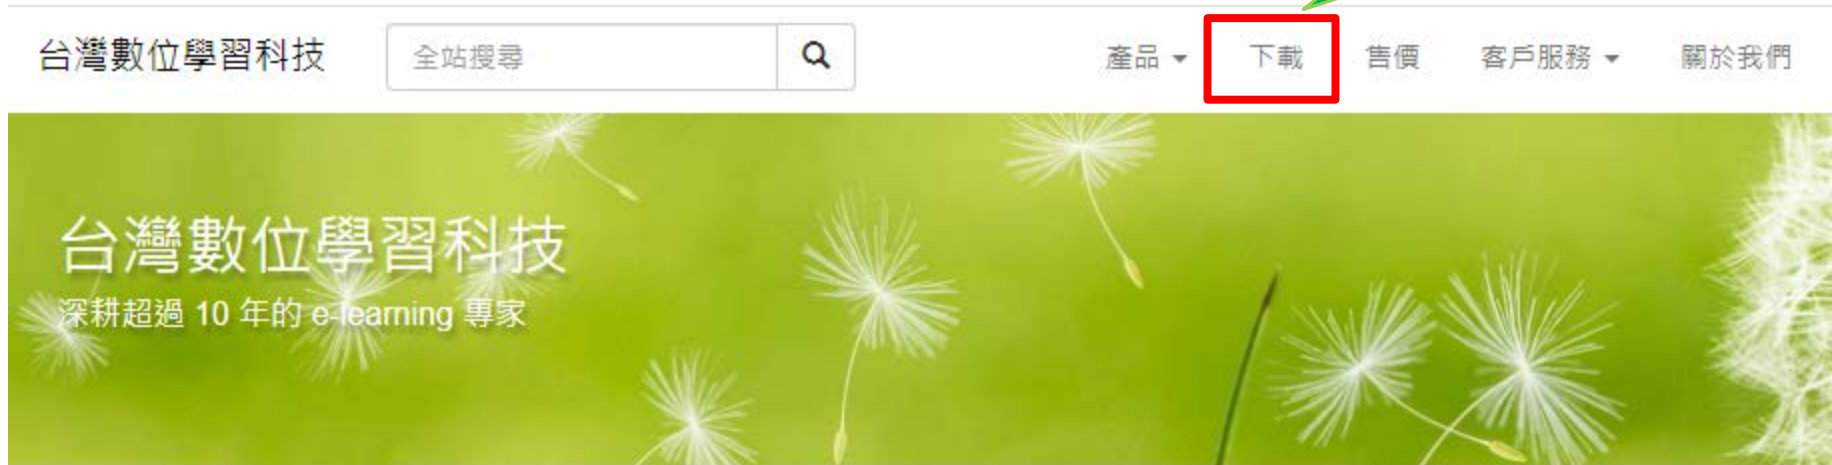 台灣數位學習科技 全站搜尋 產品 下載 售價 客戶服務 關於我們
台灣數位學習科技
深耕超過 10 年的 e-learning 專家